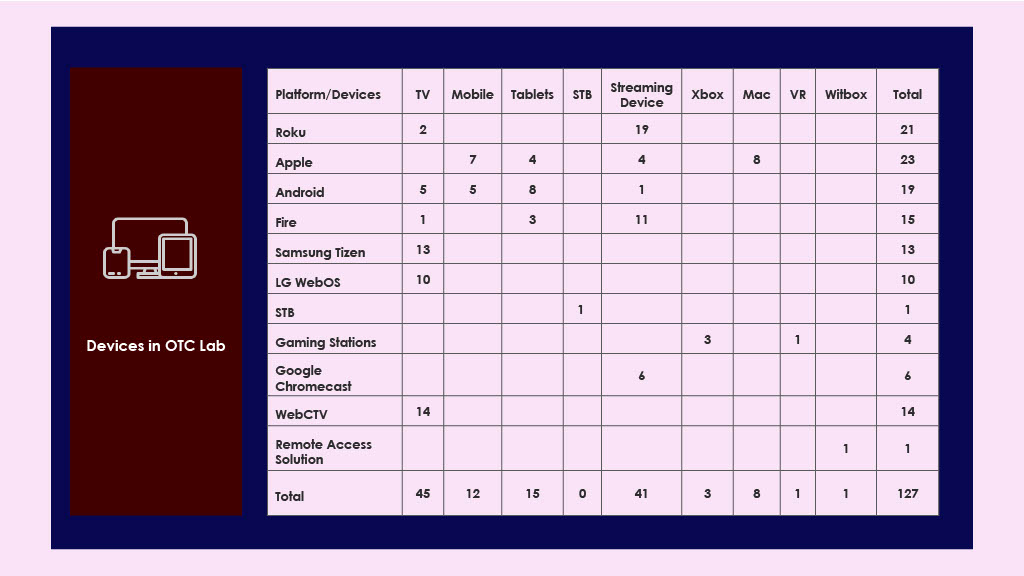 Devices in OTC Lab
Platform/Devices TV Mobile Tablets STB Streaming Device Xbox Mac VR Witbox Total
Roku 2 19 21
Apple 7 4 4 8 23
Android 5 5 8 1 19
Fire 1 3 11 15
Samsung Tizen 13 13
LG WebOS 10 10
STB 1 1
Gaming Stations 3 1 4
Google Chromecast 6 6
WebCTV 14 14
Remote Access Solution 1 1
Total 45 12 15 0 41 3 8 1 1 127